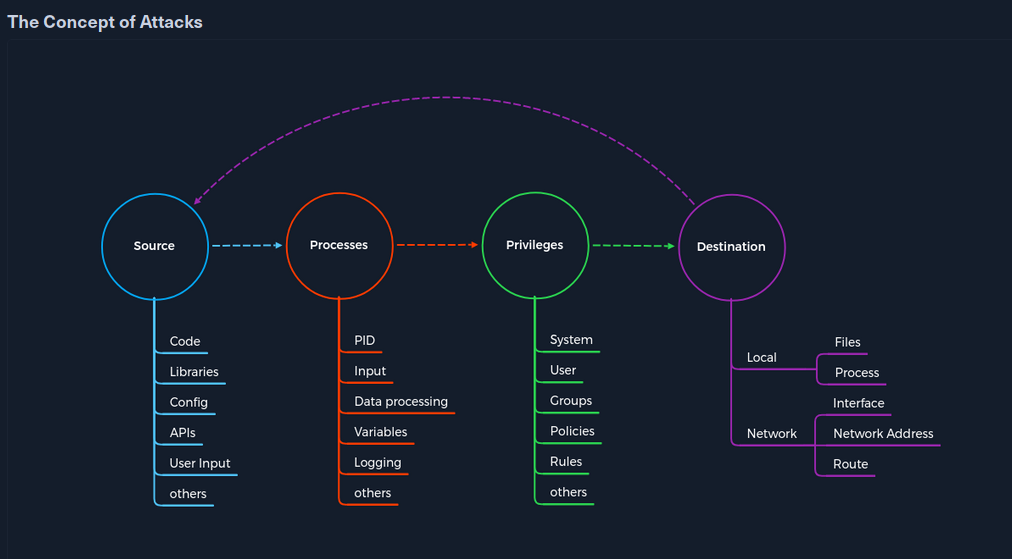 The Concept of Attacks
Source
Processes
Privileges
Destination
Code
Libraries
Config
APIs
User Input
others
PID
Input
Data processing
Variables
Logging
others
System
User
Groups
Policies
Rules
others
Local
Files
Process
Network
Interface
Network Address
Route